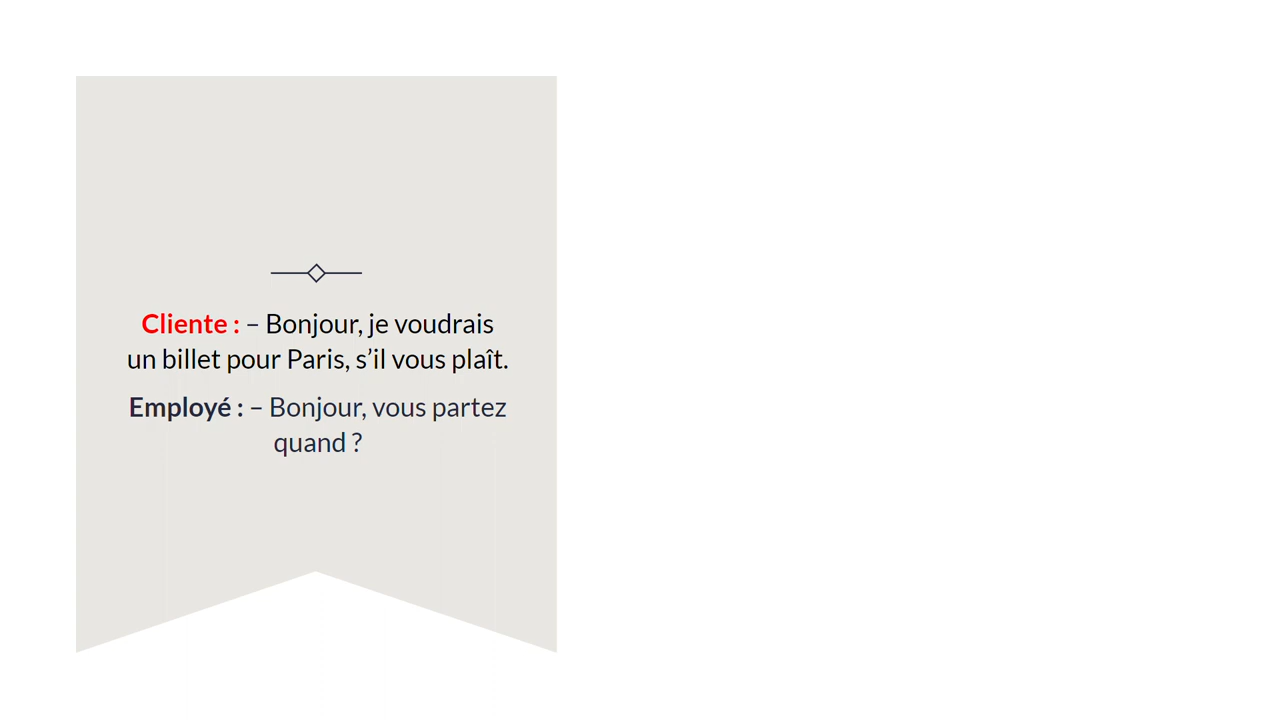 Cliente : – Bonjour, je voudrais
un billet pour Paris, s’il vous plaît.
Employé : – Bonjour, vous partez
quand ?